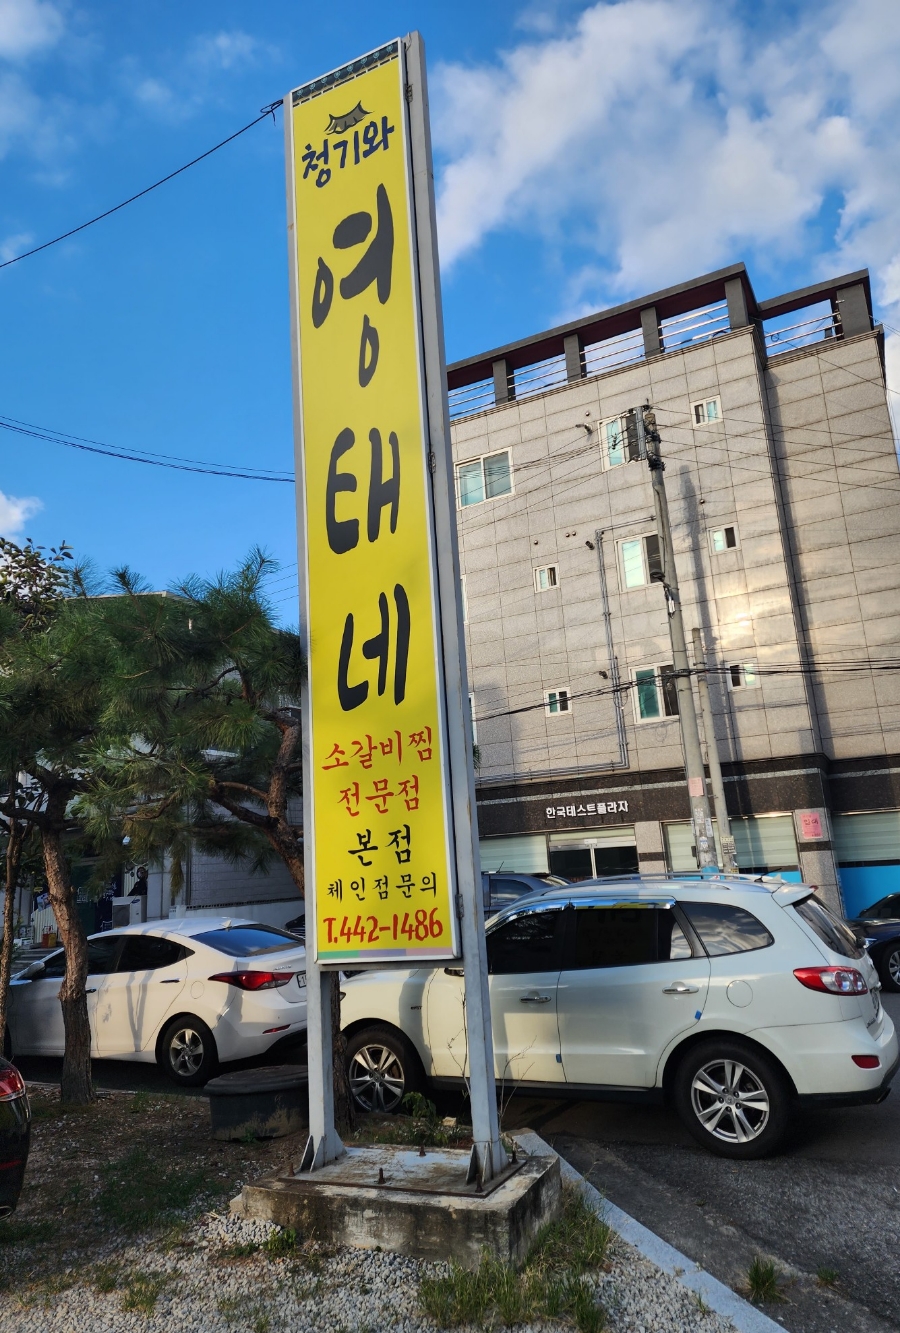 청기와
영태네
소갈비찜
전문점
본점
체인점문의
T.442-1486
한국테스트플라자